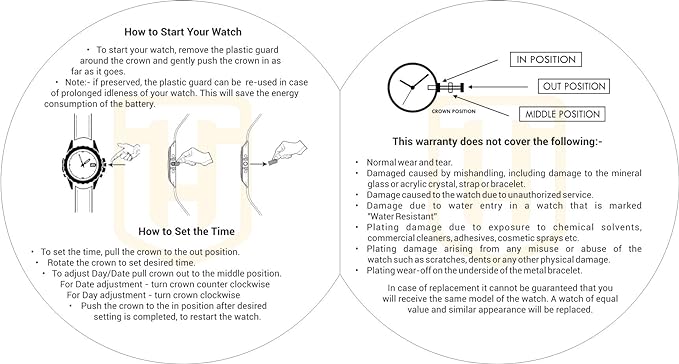 How to Start Your Watch
• To start your watch, remove the plastic guard
around the crown and gently push the crown in as
far as it goes.
• Note:- if preserved, the plastic guard can be re-used in case
of prolonged idleness of your watch. This will save the energy
consumption of the battery.
How to Set the Time
• To set the time, pull the crown to the out position.
• Rotate the crown to set desired time.
• To adjust Day/Date pull crown out to the middle position.
For Date adjustment - turn crown counter clockwise
For Day adjustment - turn crown clockwise
• Push the crown to the in position after desired
setting is completed, to restart the watch.
IN POSITION
OUT POSITION
MIDDLE POSITION
CROWN POSITION
This warranty does not cover the following:-
• Normal wear and tear.
• Damaged caused by mishandling, including damage to the mineral
glass or acrylic crystal, strap or bracelet.
• Damage caused to the watch due to unauthorized service.
• Damage due to water entry in a watch that is marked
"Water Resistant"
• Plating damage due to exposure to chemical solvents,
commercial cleaners, adhesives, cosmetic sprays etc.
• Plating damage arising from any misuse or abuse of the
watch such as scratches, dents or any other physical damage.
• Plating wear-off on the underside of the metal bracelet.
In case of replacement it cannot be guaranteed that you
will receive the same model of the watch. A watch of equal
value and similar appearance will be replaced.